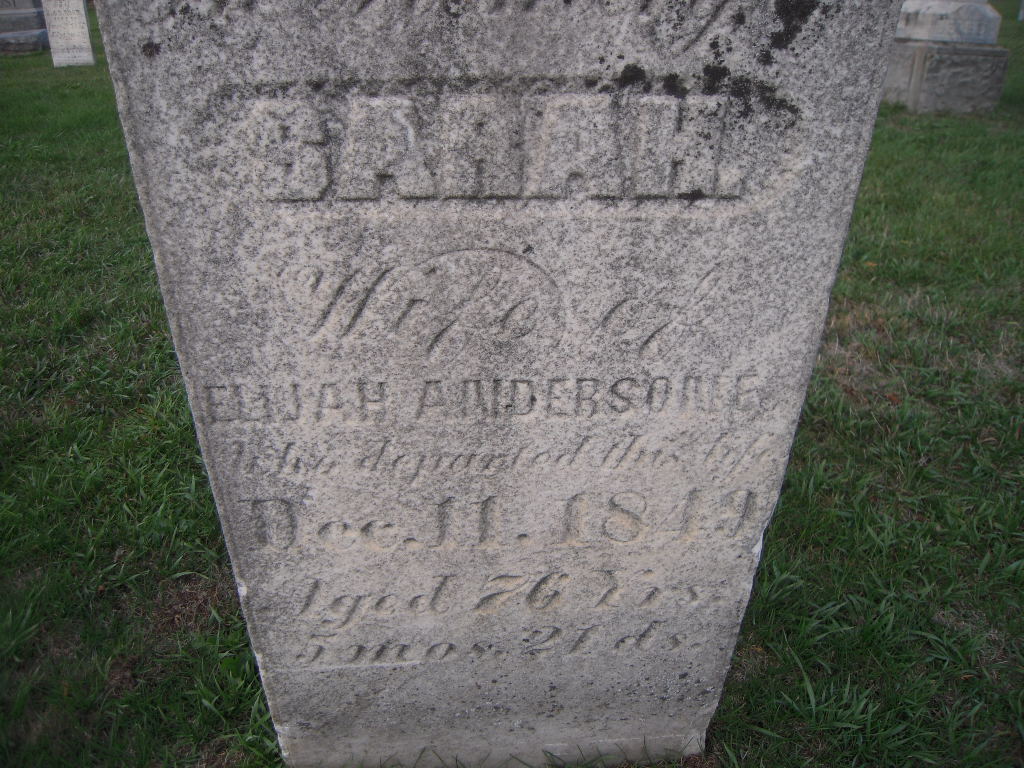 SARAH
Wife of
ELIJAH ANDERSON
Who departed this life
Dec. 11. 1849
Aged 76 Yrs.
5 mos. 21 ds.